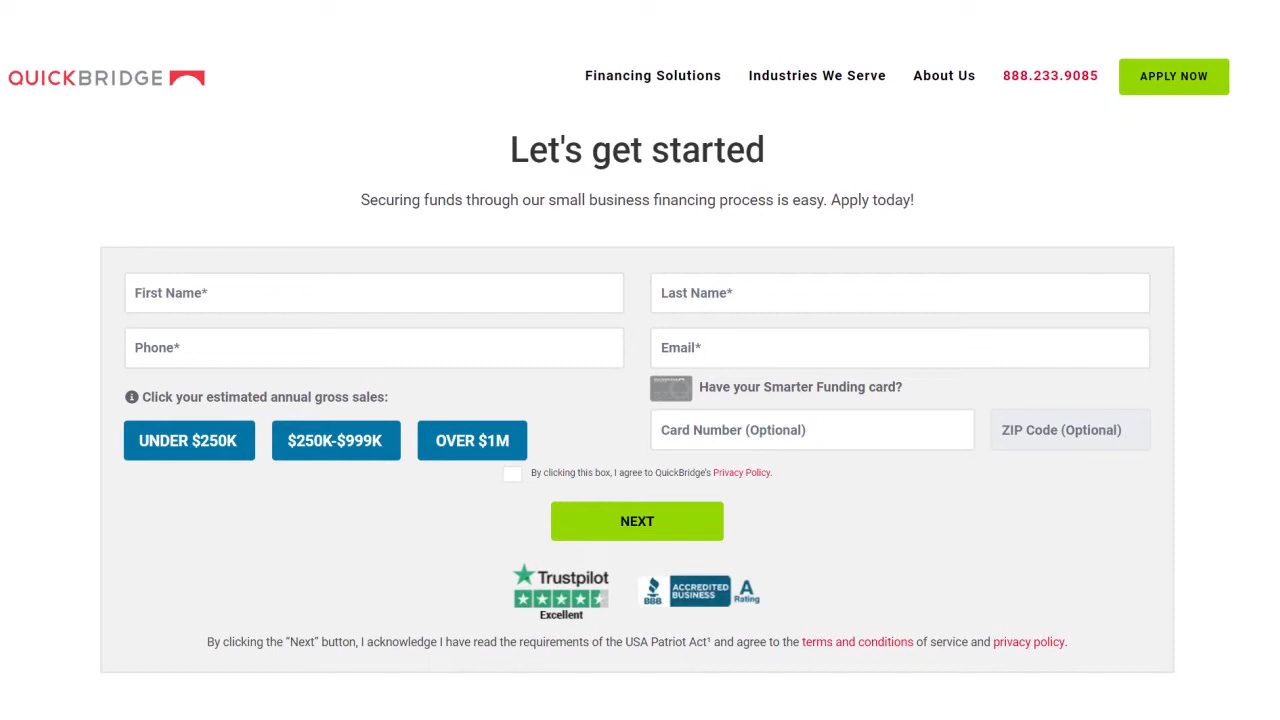 QUICKBRIDGE
Financing Solutions
Industries We Serve
About Us
888.233.9085
APPLY NOW
Let's get started
Securing funds through our small business financing process is easy. Apply today!
First Name*
Last Name*
Phone*
Email*
Click your estimated annual gross sales:
UNDER $250K
$250K-$999K
OVER $1M
Have your Smarter Funding card?
Card Number (Optional)
ZIP Code (Optional)
By clicking this box, I agree to QuickBridge's Privacy Policy.
NEXT
Trustpilot
Excellent
BBB
ACCREDITED
BUSINESS
A
Rating
By clicking the “Next” button, I acknowledge I have read the requirements of the USA Patriot Act¹ and agree to the terms and conditions of service and privacy policy.